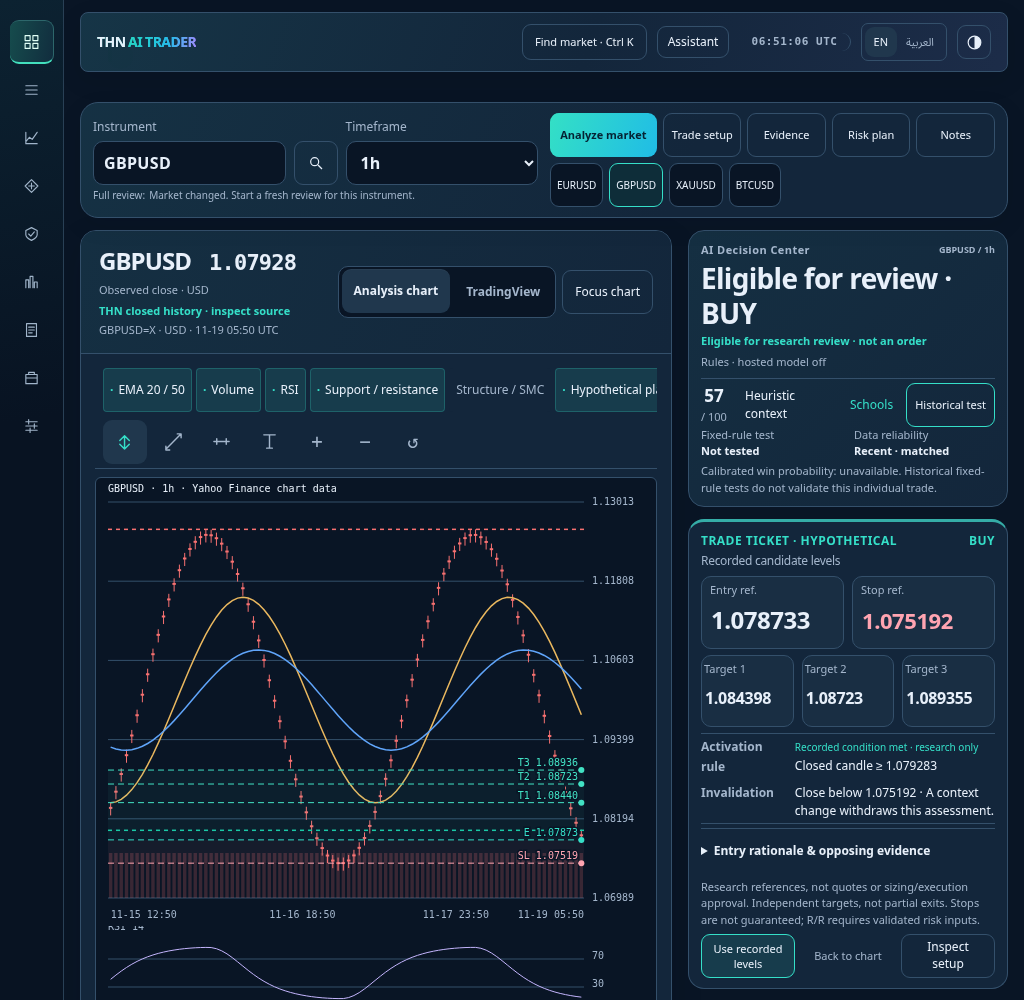 THN AI TRADER
Find market · Ctrl K
Assistant
06:51:06 UTC
EN
العربية
Instrument
Timeframe
GBPUSD
1h
Full review: Market changed. Start a fresh review for this instrument.
Analyze market
Trade setup
Evidence
Risk plan
Notes
EURUSD
GBPUSD
XAUUSD
BTCUSD
GBPUSD 1.07928
Observed close · USD
THN closed history · inspect source
GBPUSD=X · USD · 11-19 05:50 UTC
Analysis chart
TradingView
Focus chart
· EMA 20 / 50
· Volume
· RSI
· Support / resistance
Structure / SMC
· Hypothetical
GBPUSD · 1h · Yahoo Finance chart data
1.13013
1.11808
1.10603
1.09399
1.08194
1.06989
T3 1.08936
T2 1.08723
T1 1.08440
E 1.07873
SL 1.07519
11-15 12:50
11-16 18:50
11-17 23:50
11-19 05:50
RSI 14
70
30
AI Decision Center
GBPUSD / 1h
Eligible for review ·
BUY
Eligible for research review · not an order
Rules · hosted model off
57
/ 100
Heuristic
context
Schools
Historical test
Fixed-rule test
Not tested
Data reliability
Recent · matched
Calibrated win probability: unavailable. Historical fixed-
rule tests do not validate this individual trade.
TRADE TICKET · HYPOTHETICAL
BUY
Recorded candidate levels
Entry ref.
1.078733
Stop ref.
1.075192
Target 1
1.084398
Target 2
1.08723
Target 3
1.089355
Activation
rule
Recorded condition met · research only
Closed candle ≥ 1.079283
Invalidation
Close below 1.075192 · A context
change withdraws this assessment.
Entry rationale & opposing evidence
Research references, not quotes or sizing/execution
approval. Independent targets, not partial exits. Stops
are not guaranteed; R/R requires validated risk inputs.
Use recorded
levels
Back to chart
Inspect
setup